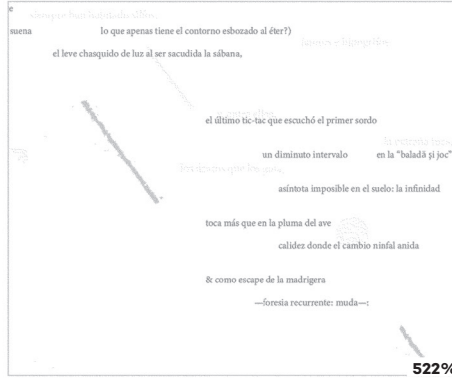 e
suena lo que apenas tiene el contorno esbozado al éter?)
el leve chasquido de luz al ser sacudida la sábana,
el último tic-tac que escuchó el primer sordo
un diminuto intervalo en la “baladă și joc”
asíntota imposible en el suelo: la infinidad
toca más que en la pluma del ave
calidez donde el cambio ninfal anida
& como escape de la madrigera
—foresia recurrente: muda—:
522%